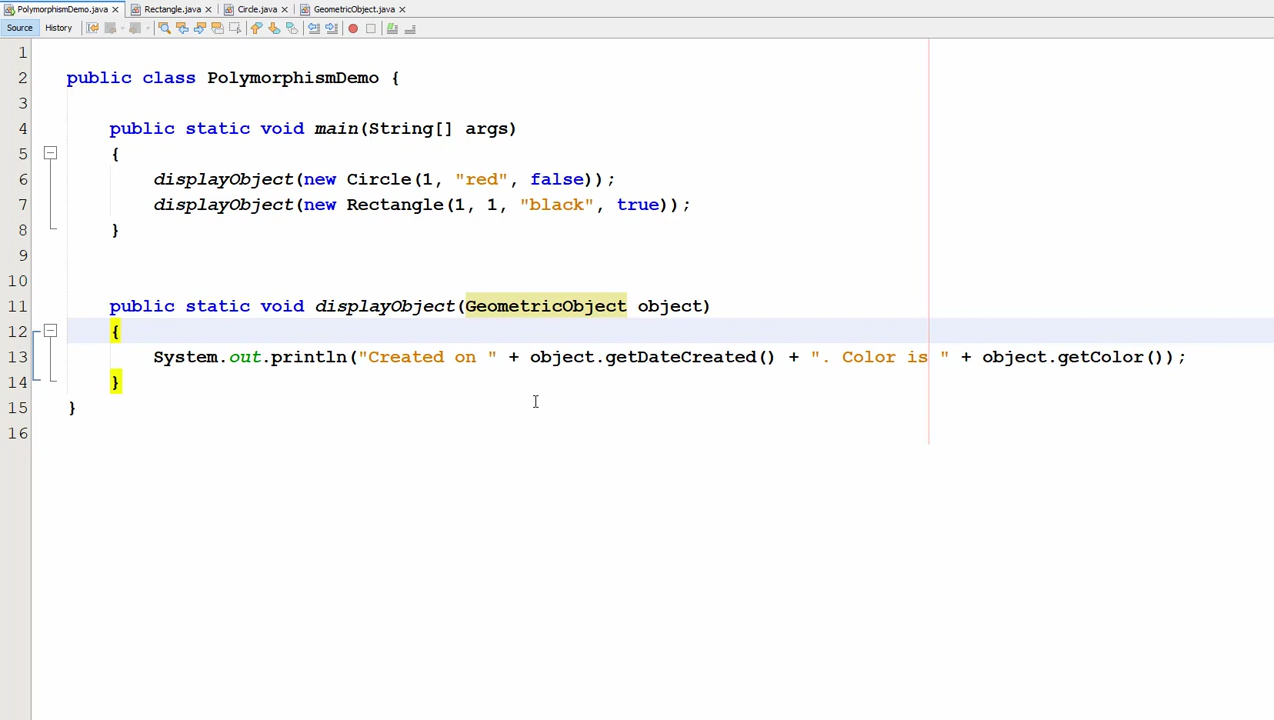 PolymorphismDemo.java Rectangle.java Circle.java GeometricObject.java
Source History
1
2 public class PolymorphismDemo {
3
4 public static void main(String[] args)
5 {
6 displayObject(new Circle(1, "red", false));
7 displayObject(new Rectangle(1, 1, "black", true));
8 }
9
10
11 public static void displayObject(GeometricObject object)
12 {
13 System.out.println("Created on " + object.getDateCreated() + ". Color is " + object.getColor());
14 }
15 }
16